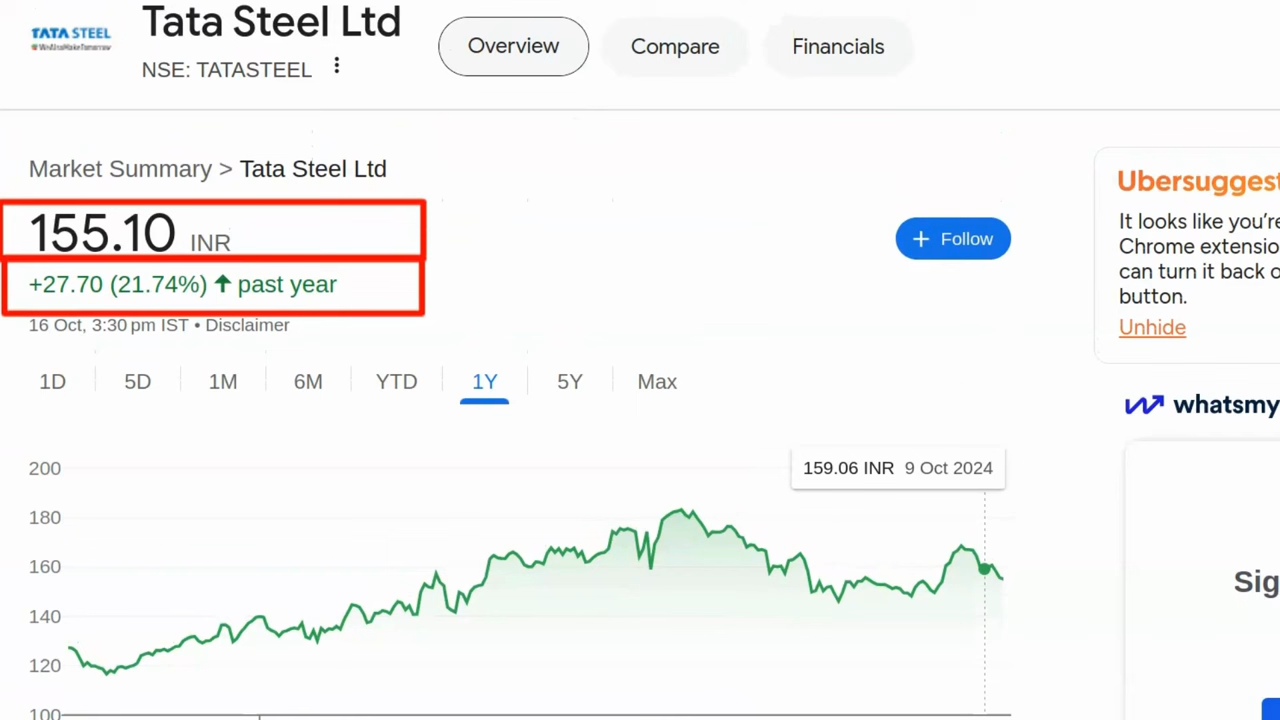 Tata Steel Ltd
TATA STEEL
#WeAlsoMakeTomorrow
NSE: TATASTEEL
Overview
Compare
Financials
Market Summary > Tata Steel Ltd
155.10 INR
+27.70 (21.74%) ↑ past year
16 Oct, 3:30 pm IST • Disclaimer
+ Follow
1D 5D 1M 6M YTD 1Y 5Y Max
159.06 INR 9 Oct 2024
200
180
160
140
120
100
Ubersuggest
It looks like you're
Chrome extensio
can turn it back o
button.
Unhide
whatsmy
Sig